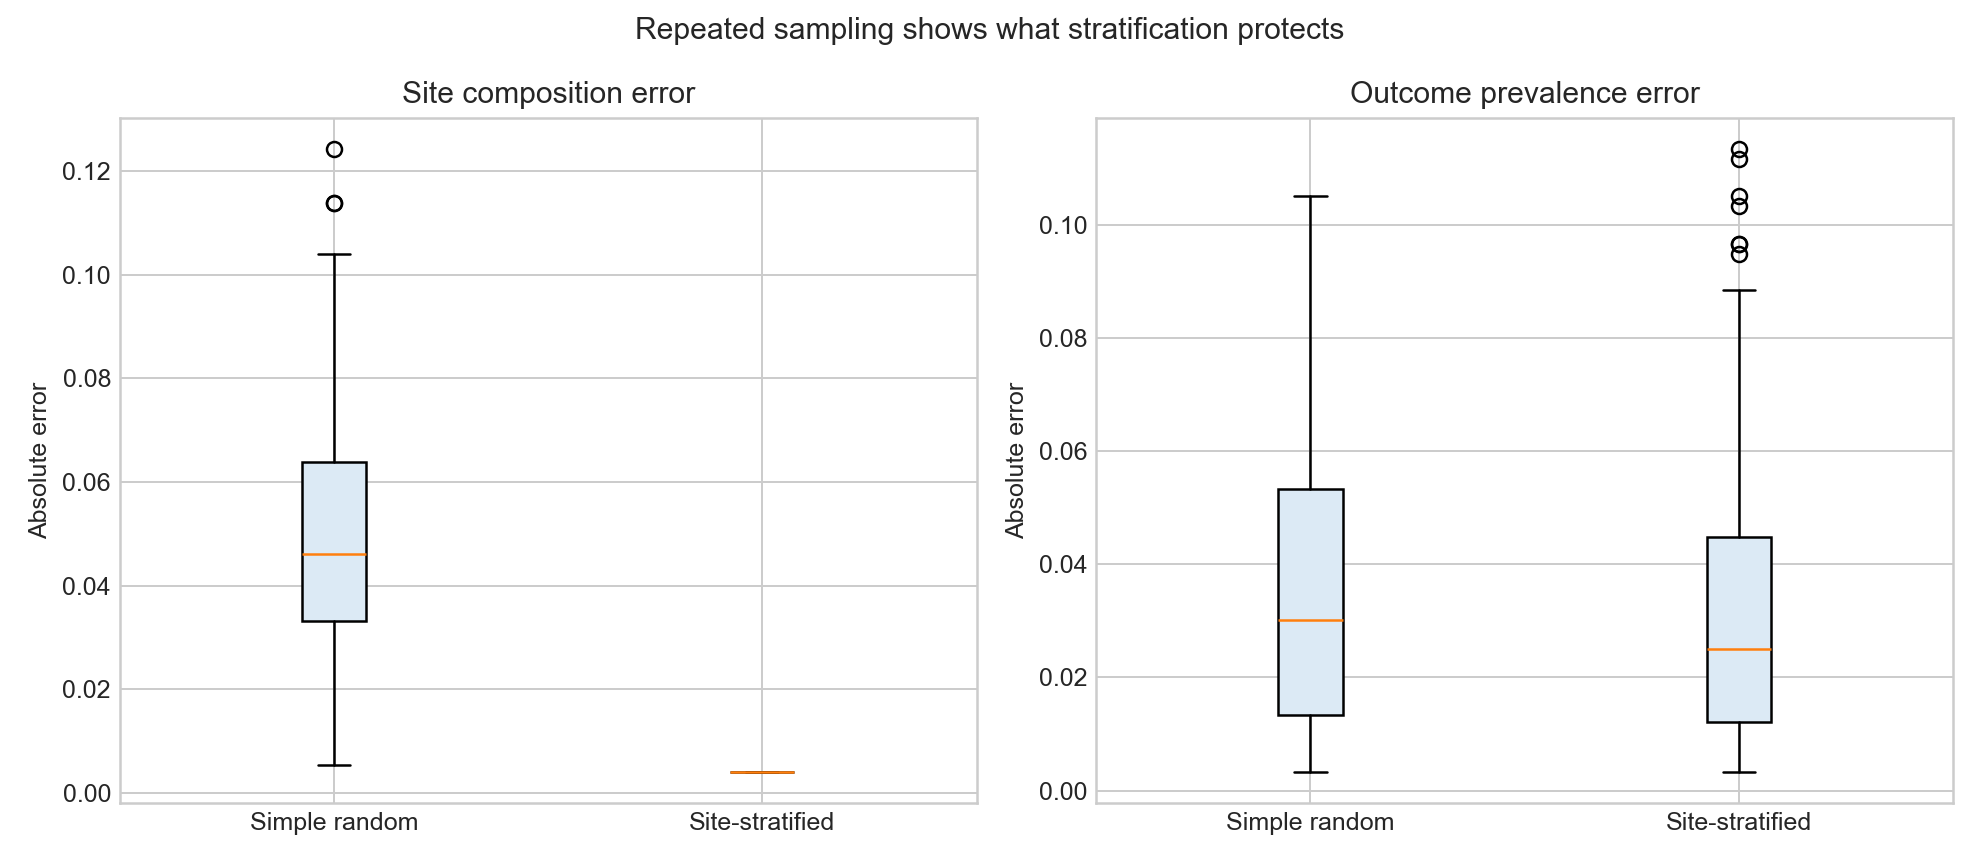 Repeated sampling shows what stratification protects
Site composition error
Absolute error
0.12
0.10
0.08
0.06
0.04
0.02
0.00
Simple random
Site-stratified
Outcome prevalence error
Absolute error
0.10
0.08
0.06
0.04
0.02
0.00
Simple random
Site-stratified